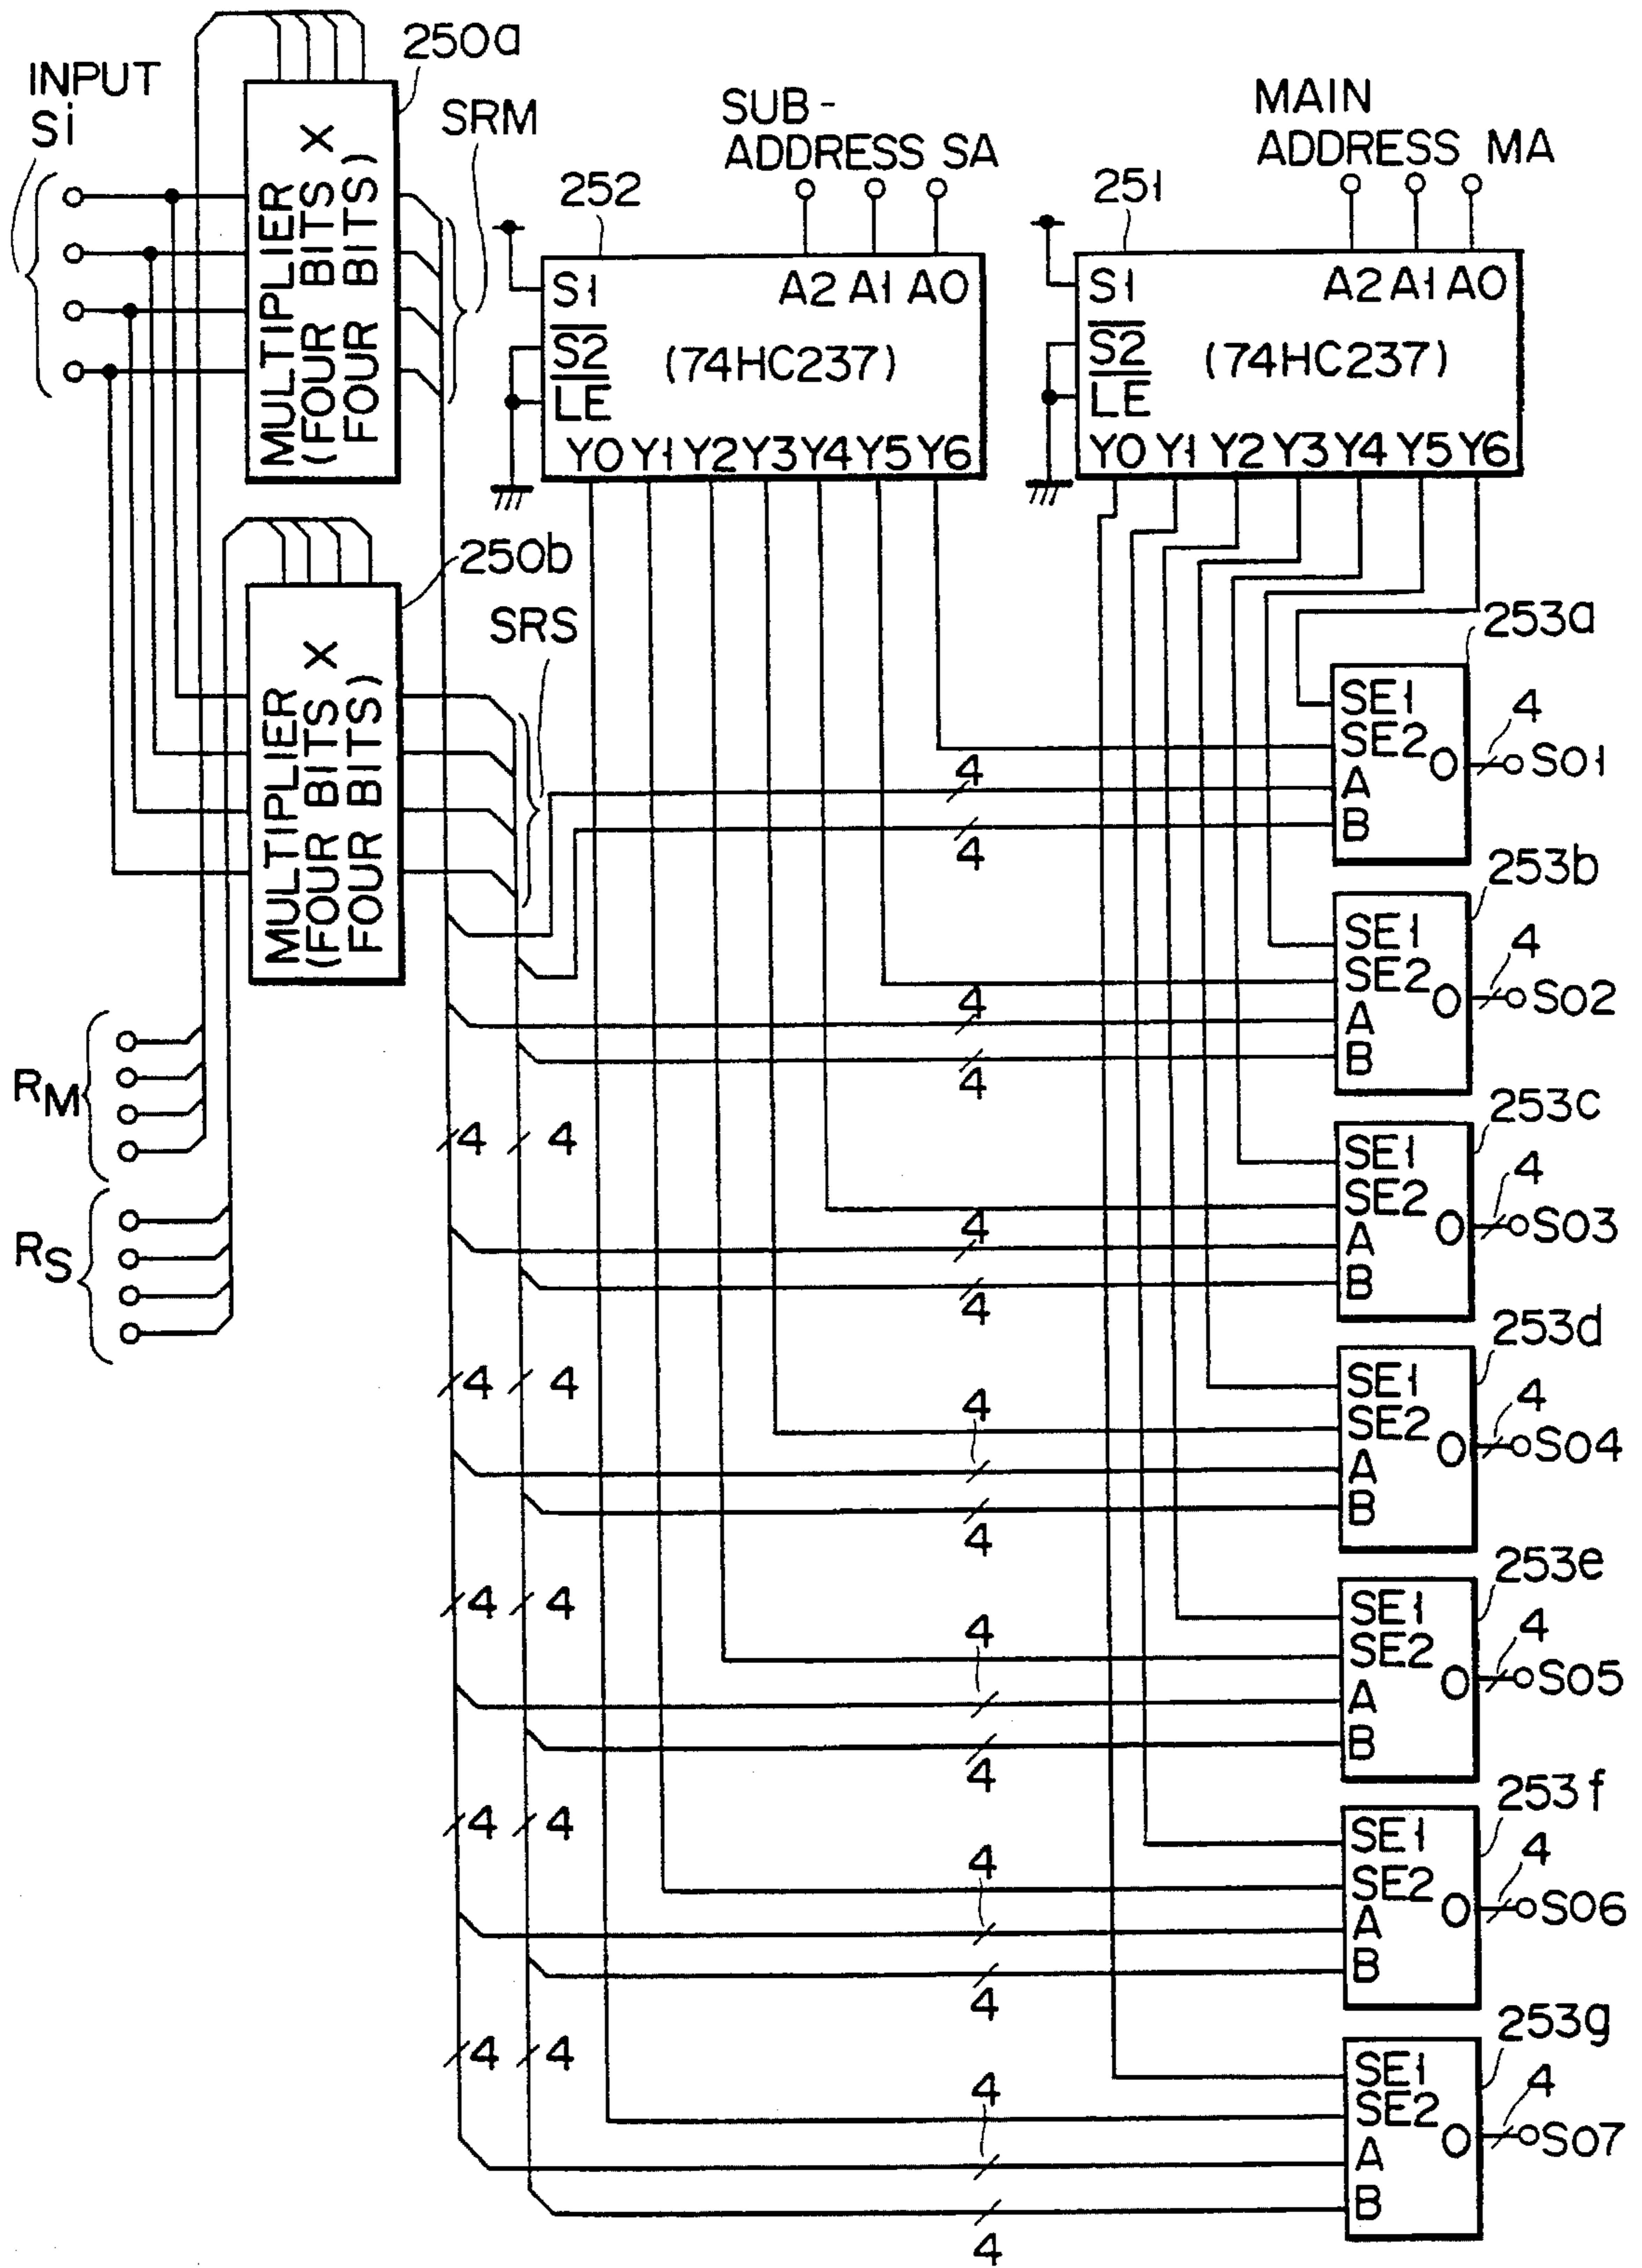 INPUT
Si
250a
MULTIPLIER
(FOUR BITS X
FOUR BITS)
SRM
SUB-
ADDRESS SA
252
S1
A2 A1 A0
S2
(74HC237)
LE
Y0 Y1 Y2 Y3 Y4 Y5 Y6
MAIN
ADDRESS MA
251
S1
A2 A1 A0
S2
(74HC237)
LE
Y0 Y1 Y2 Y3 Y4 Y5 Y6
250b
MULTIPLIER
(FOUR BITS X
FOUR BITS)
SRS
RM
RS
253a
SE1
SE2
A
B
O
4
SO1
4
4
253b
SE1
SE2
A
B
O
4
SO2
4
4
4 4
253c
SE1
SE2
A
B
O
4
SO3
4
4
4 4
253d
SE1
SE2
A
B
O
4
SO4
4
4
4 4
253e
SE1
SE2
A
B
O
4
SO5
4
4
4 4
253f
SE1
SE2
A
B
O
4
SO6
4
4
4 4
253g
SE1
SE2
A
B
O
4
SO7
4
4